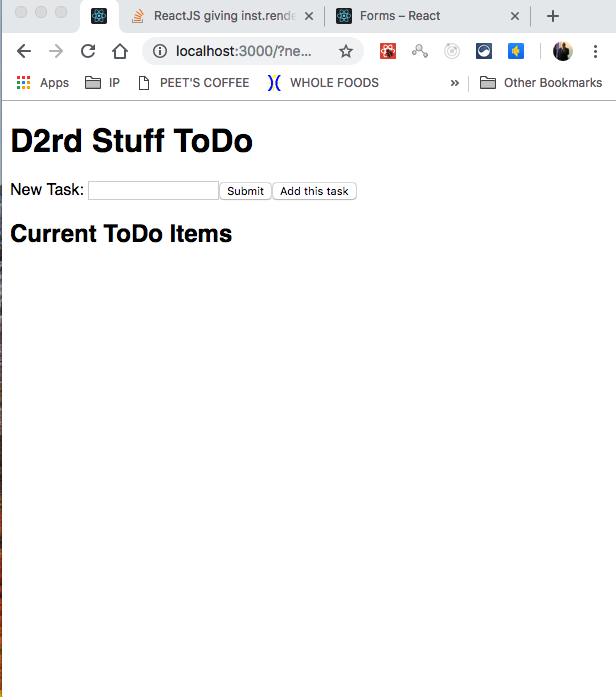 ReactJS giving inst.rende
Forms – React
localhost:3000/?ne...
Apps IP PEET'S COFFEE WHOLE FOODS » Other Bookmarks
D2rd Stuff ToDo
New Task: Submit Add this task
Current ToDo Items